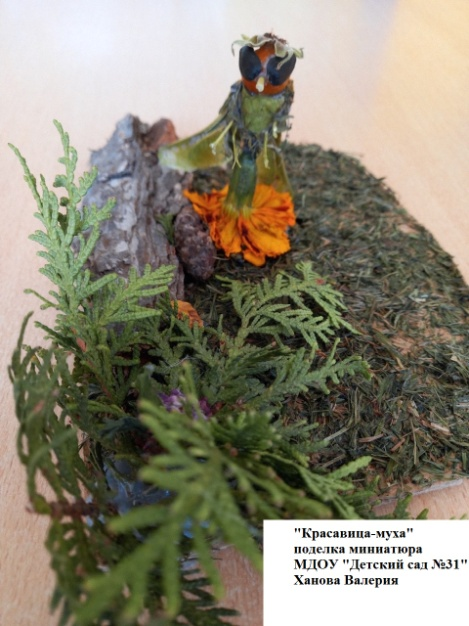 "Красавица-муха"
поделка миниатюра
МДОУ "Детский сад №31"
Ханова Валерия